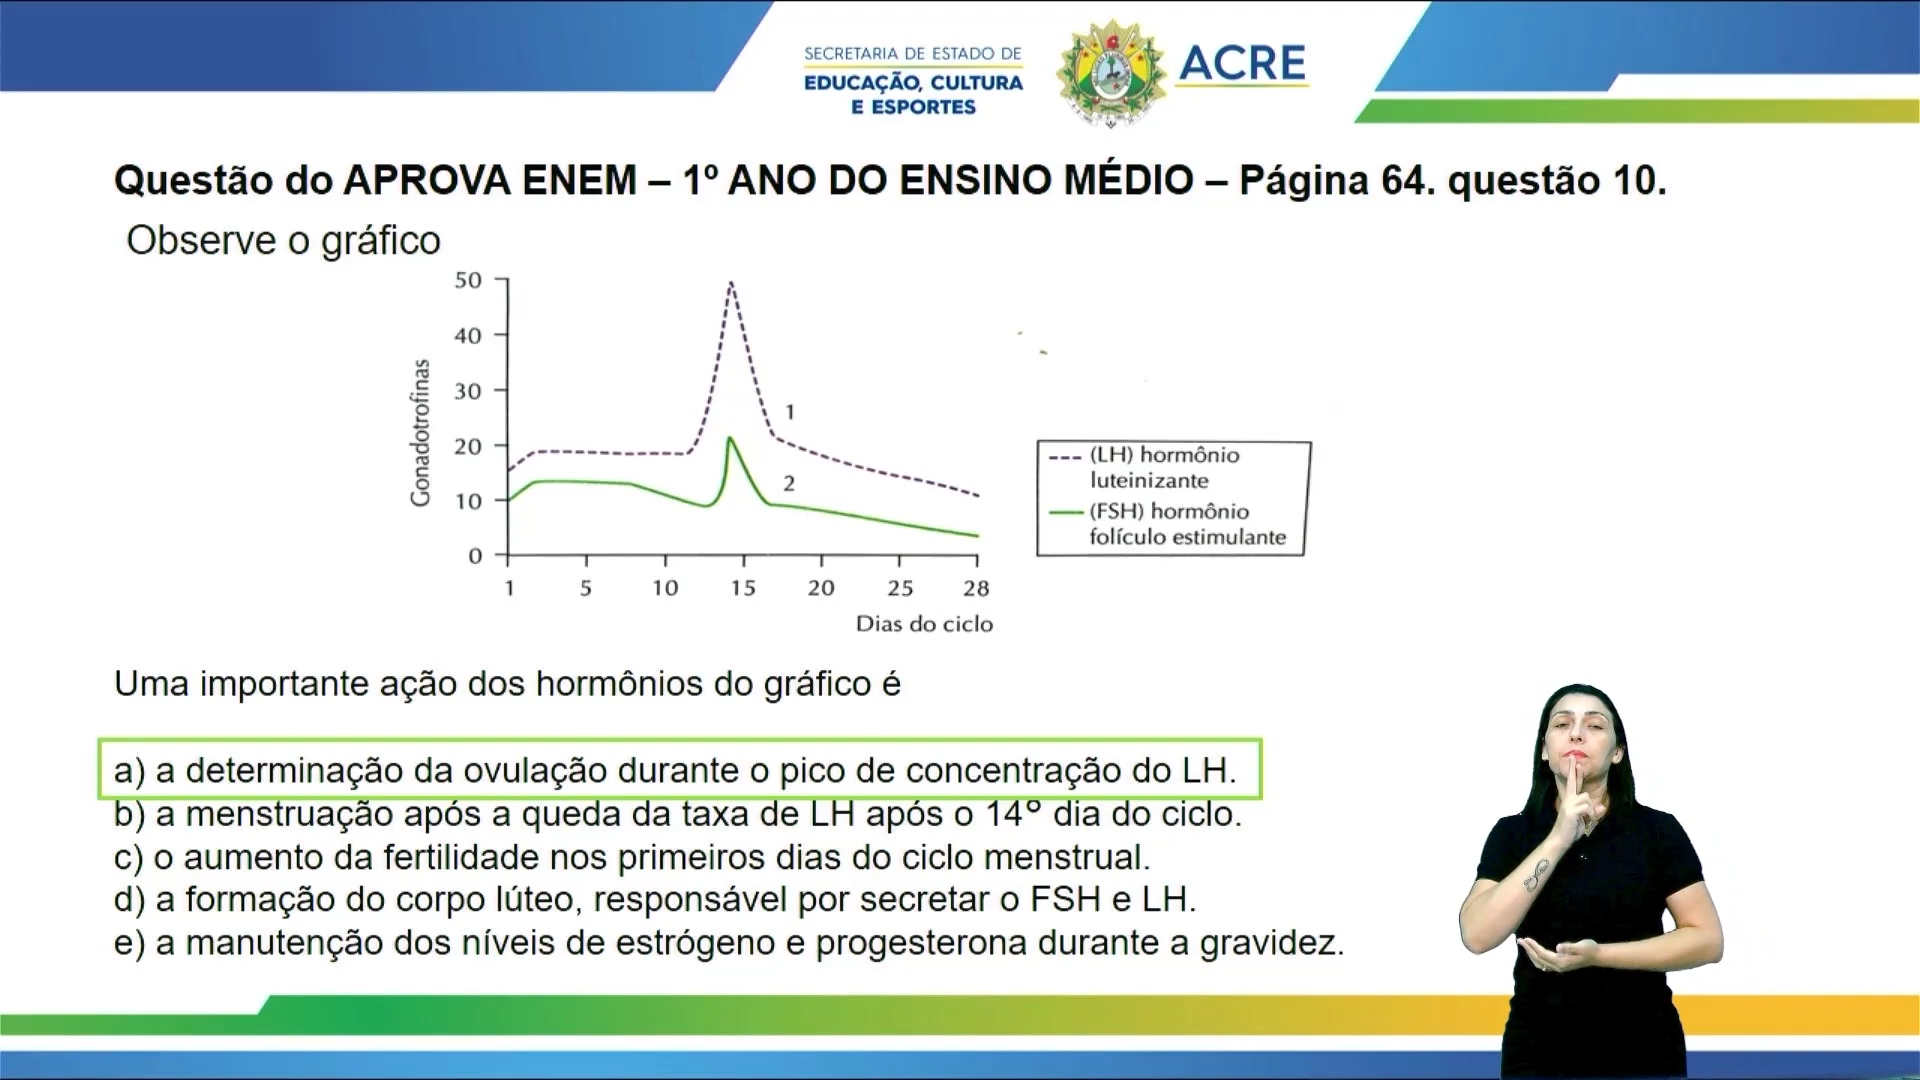 SECRETARIA DE ESTADO DE
EDUCAÇÃO, CULTURA
E ESPORTES
ACRE
Questão do APROVA ENEM – 1º ANO DO ENSINO MÉDIO – Página 64. questão 10.
Observe o gráfico
50
40
30
20
10
0
Gonadotrofinas
1
2
1 5 10 15 20 25 28
Dias do ciclo
(LH) hormônio
luteinizante
(FSH) hormônio
folículo estimulante
Uma importante ação dos hormônios do gráfico é
a) a determinação da ovulação durante o pico de concentração do LH.
b) a menstruação após a queda da taxa de LH após o 14º dia do ciclo.
c) o aumento da fertilidade nos primeiros dias do ciclo menstrual.
d) a formação do corpo lúteo, responsável por secretar o FSH e LH.
e) a manutenção dos níveis de estrógeno e progesterona durante a gravidez.